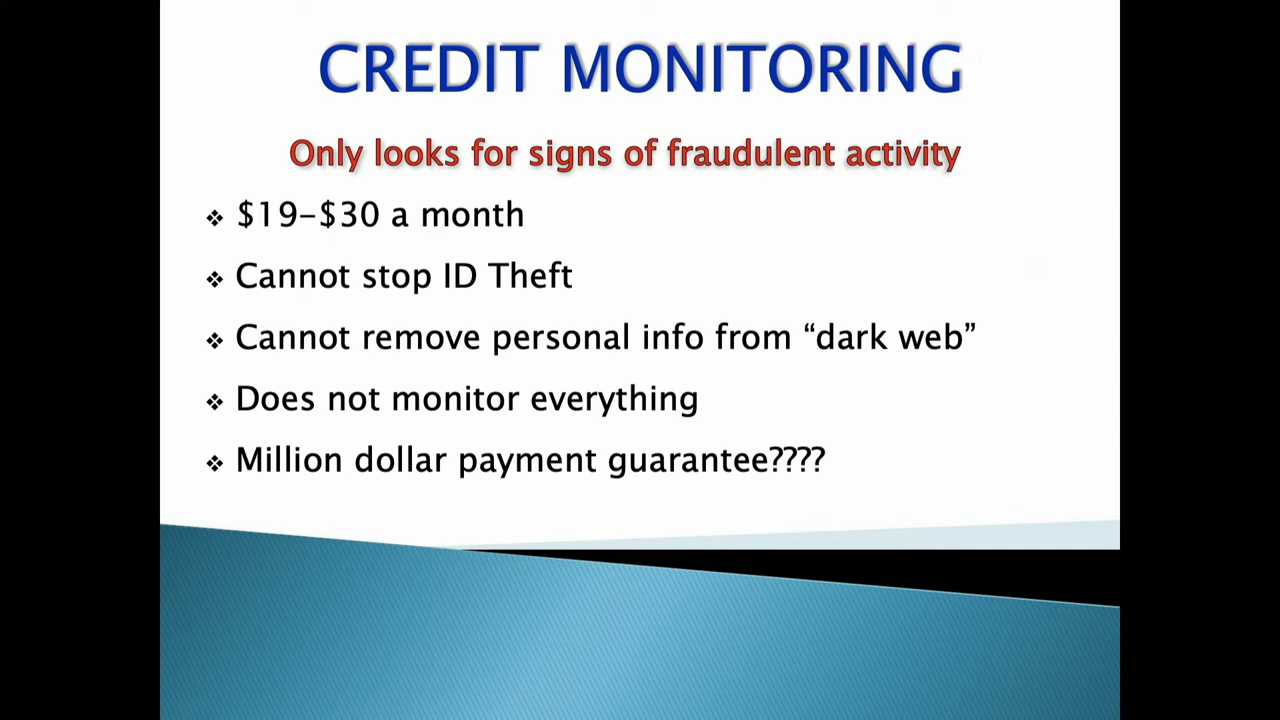 CREDIT MONITORING
Only looks for signs of fraudulent activity
❖ $19-$30 a month
❖ Cannot stop ID Theft
❖ Cannot remove personal info from “dark web”
❖ Does not monitor everything
❖ Million dollar payment guarantee????